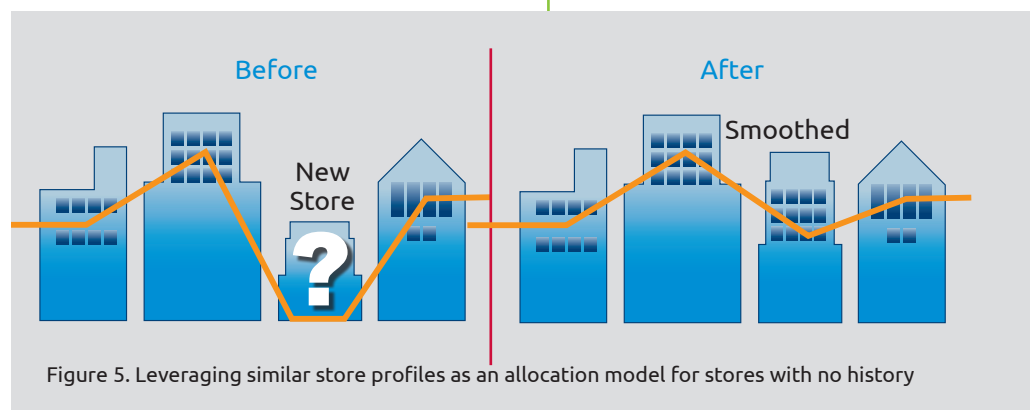 Before
After
New
Store
?
Smoothed
Figure 5. Leveraging similar store profiles as an allocation model for stores with no history